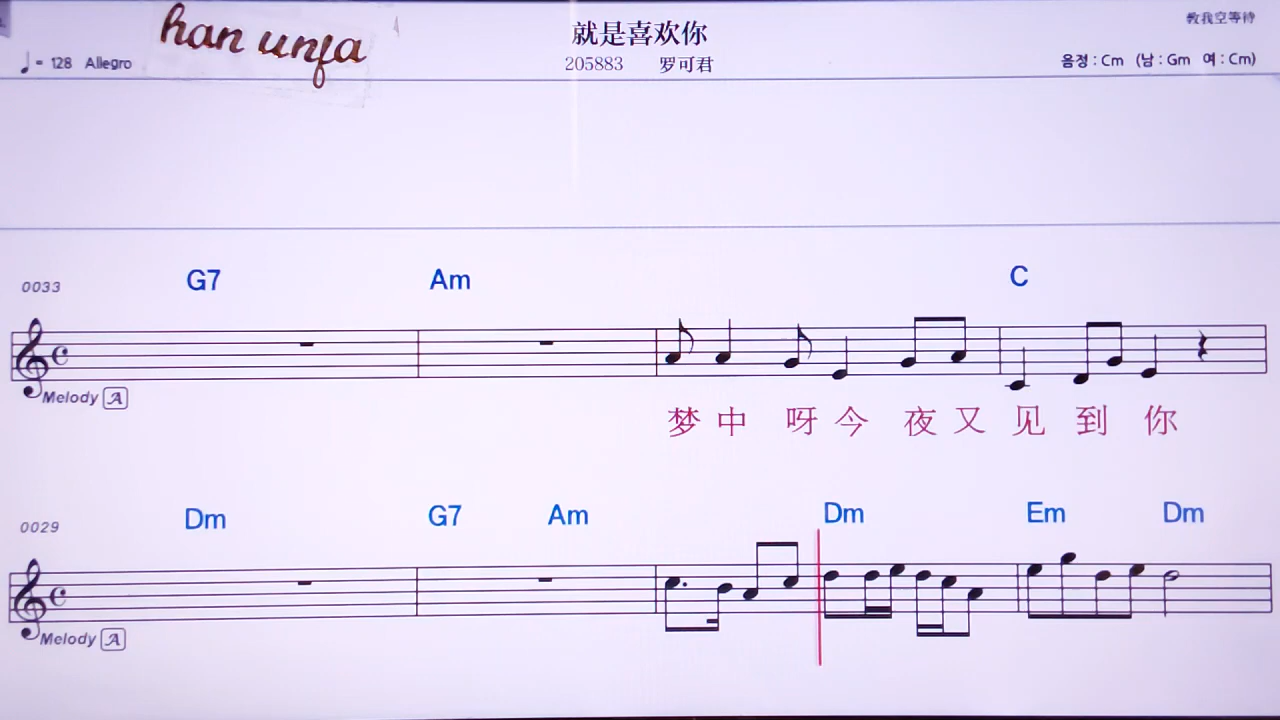 就是喜欢你
教我空等待
han unfa
♩= 128 Allegro
205883 罗可君
음정 : Cm (남 : Gm 여 : Cm)
G7 Am C
0033
Melody A
梦 中 呀 今 夜 又 见 到 你
Dm G7 Am Dm Em Dm
0029
Melody A